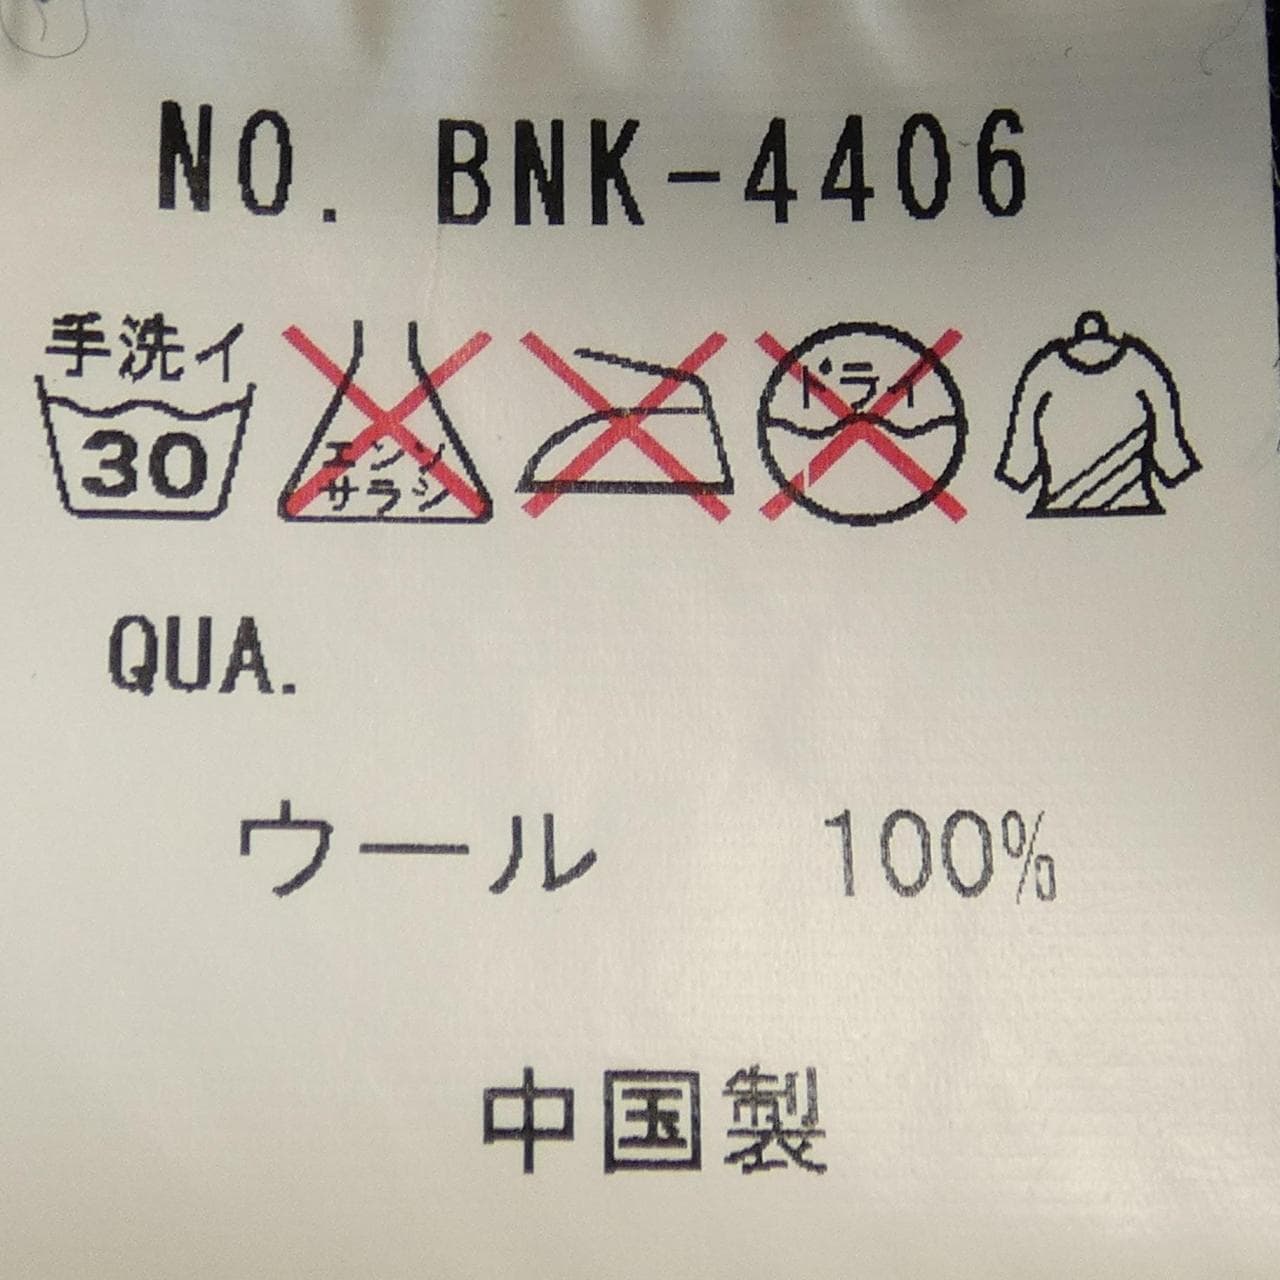 NO. BNK-4406
手洗イ
30
エンソ
サラシ
ドライ
QUA.
ウール 100%
中国製